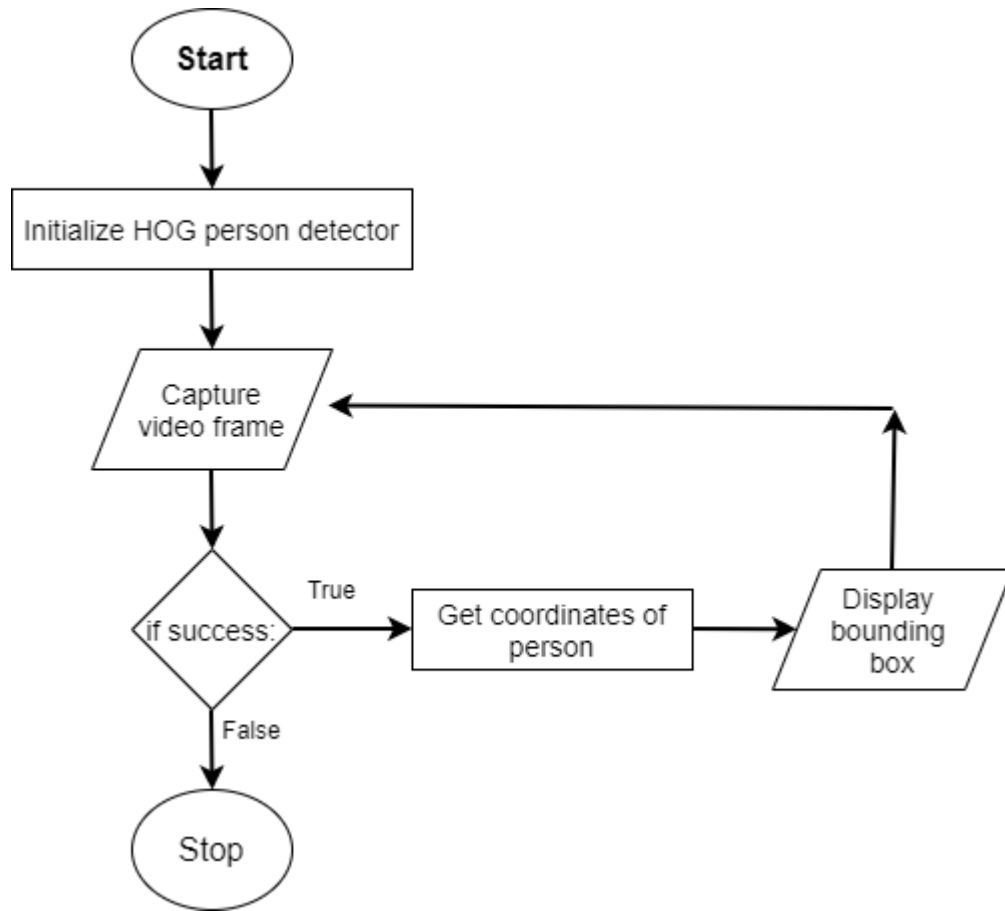 Start
Initialize HOG person detector
Capture
video frame
if success:
True
Get coordinates of
person
Display
bounding
box
False
Stop